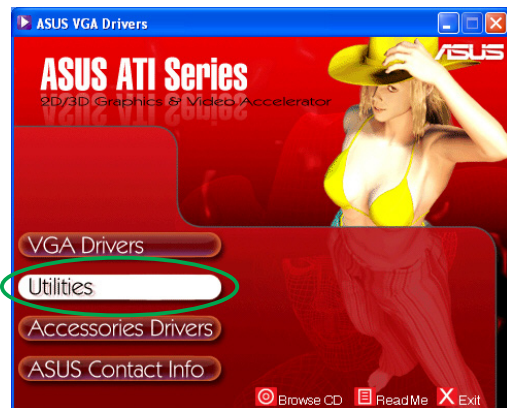 ASUS VGA Drivers
/SUS
ASUS ATI Series
2D/3D Graphics & Video Accelerator
VGA Drivers
Utilities
Accessories Drivers
ASUS Contact Info
Browse CD
ReadMe
X Exit